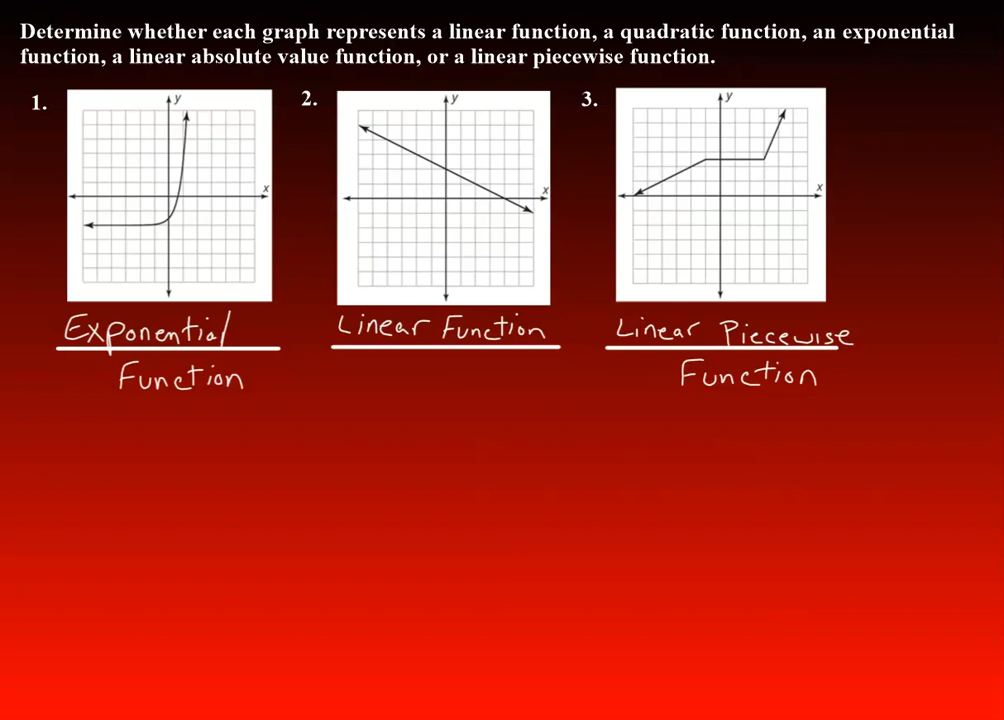 Determine whether each graph represents a linear function, a quadratic function, an exponential
function, a linear absolute value function, or a linear piecewise function.
1. 2. 3.
y y y
x x x
Exponential Linear Function Linear Piecewise
Function Function